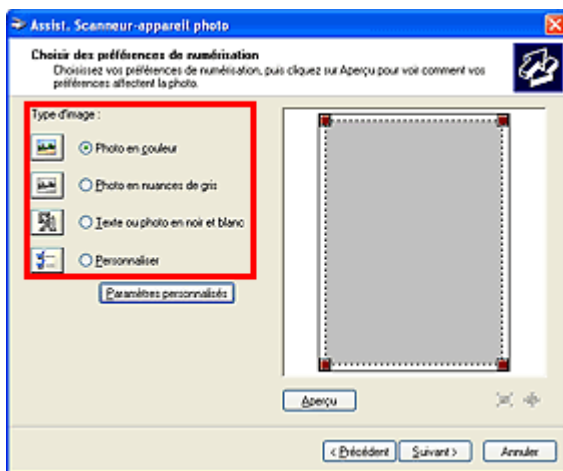 Assist. Scanneur-appareil photo
Choisir des préférences de numérisation
Choisissez vos préférences de numérisation, puis cliquez sur Aperçu pour voir comment vos
préférences affectent la photo.
Type d'image :
Photo en couleur
Photo en nuances de gris
Texte ou photo en noir et blanc
Personnaliser
Paramètres personnalisés
Aperçu
< Précédent
Suivant >
Annuler